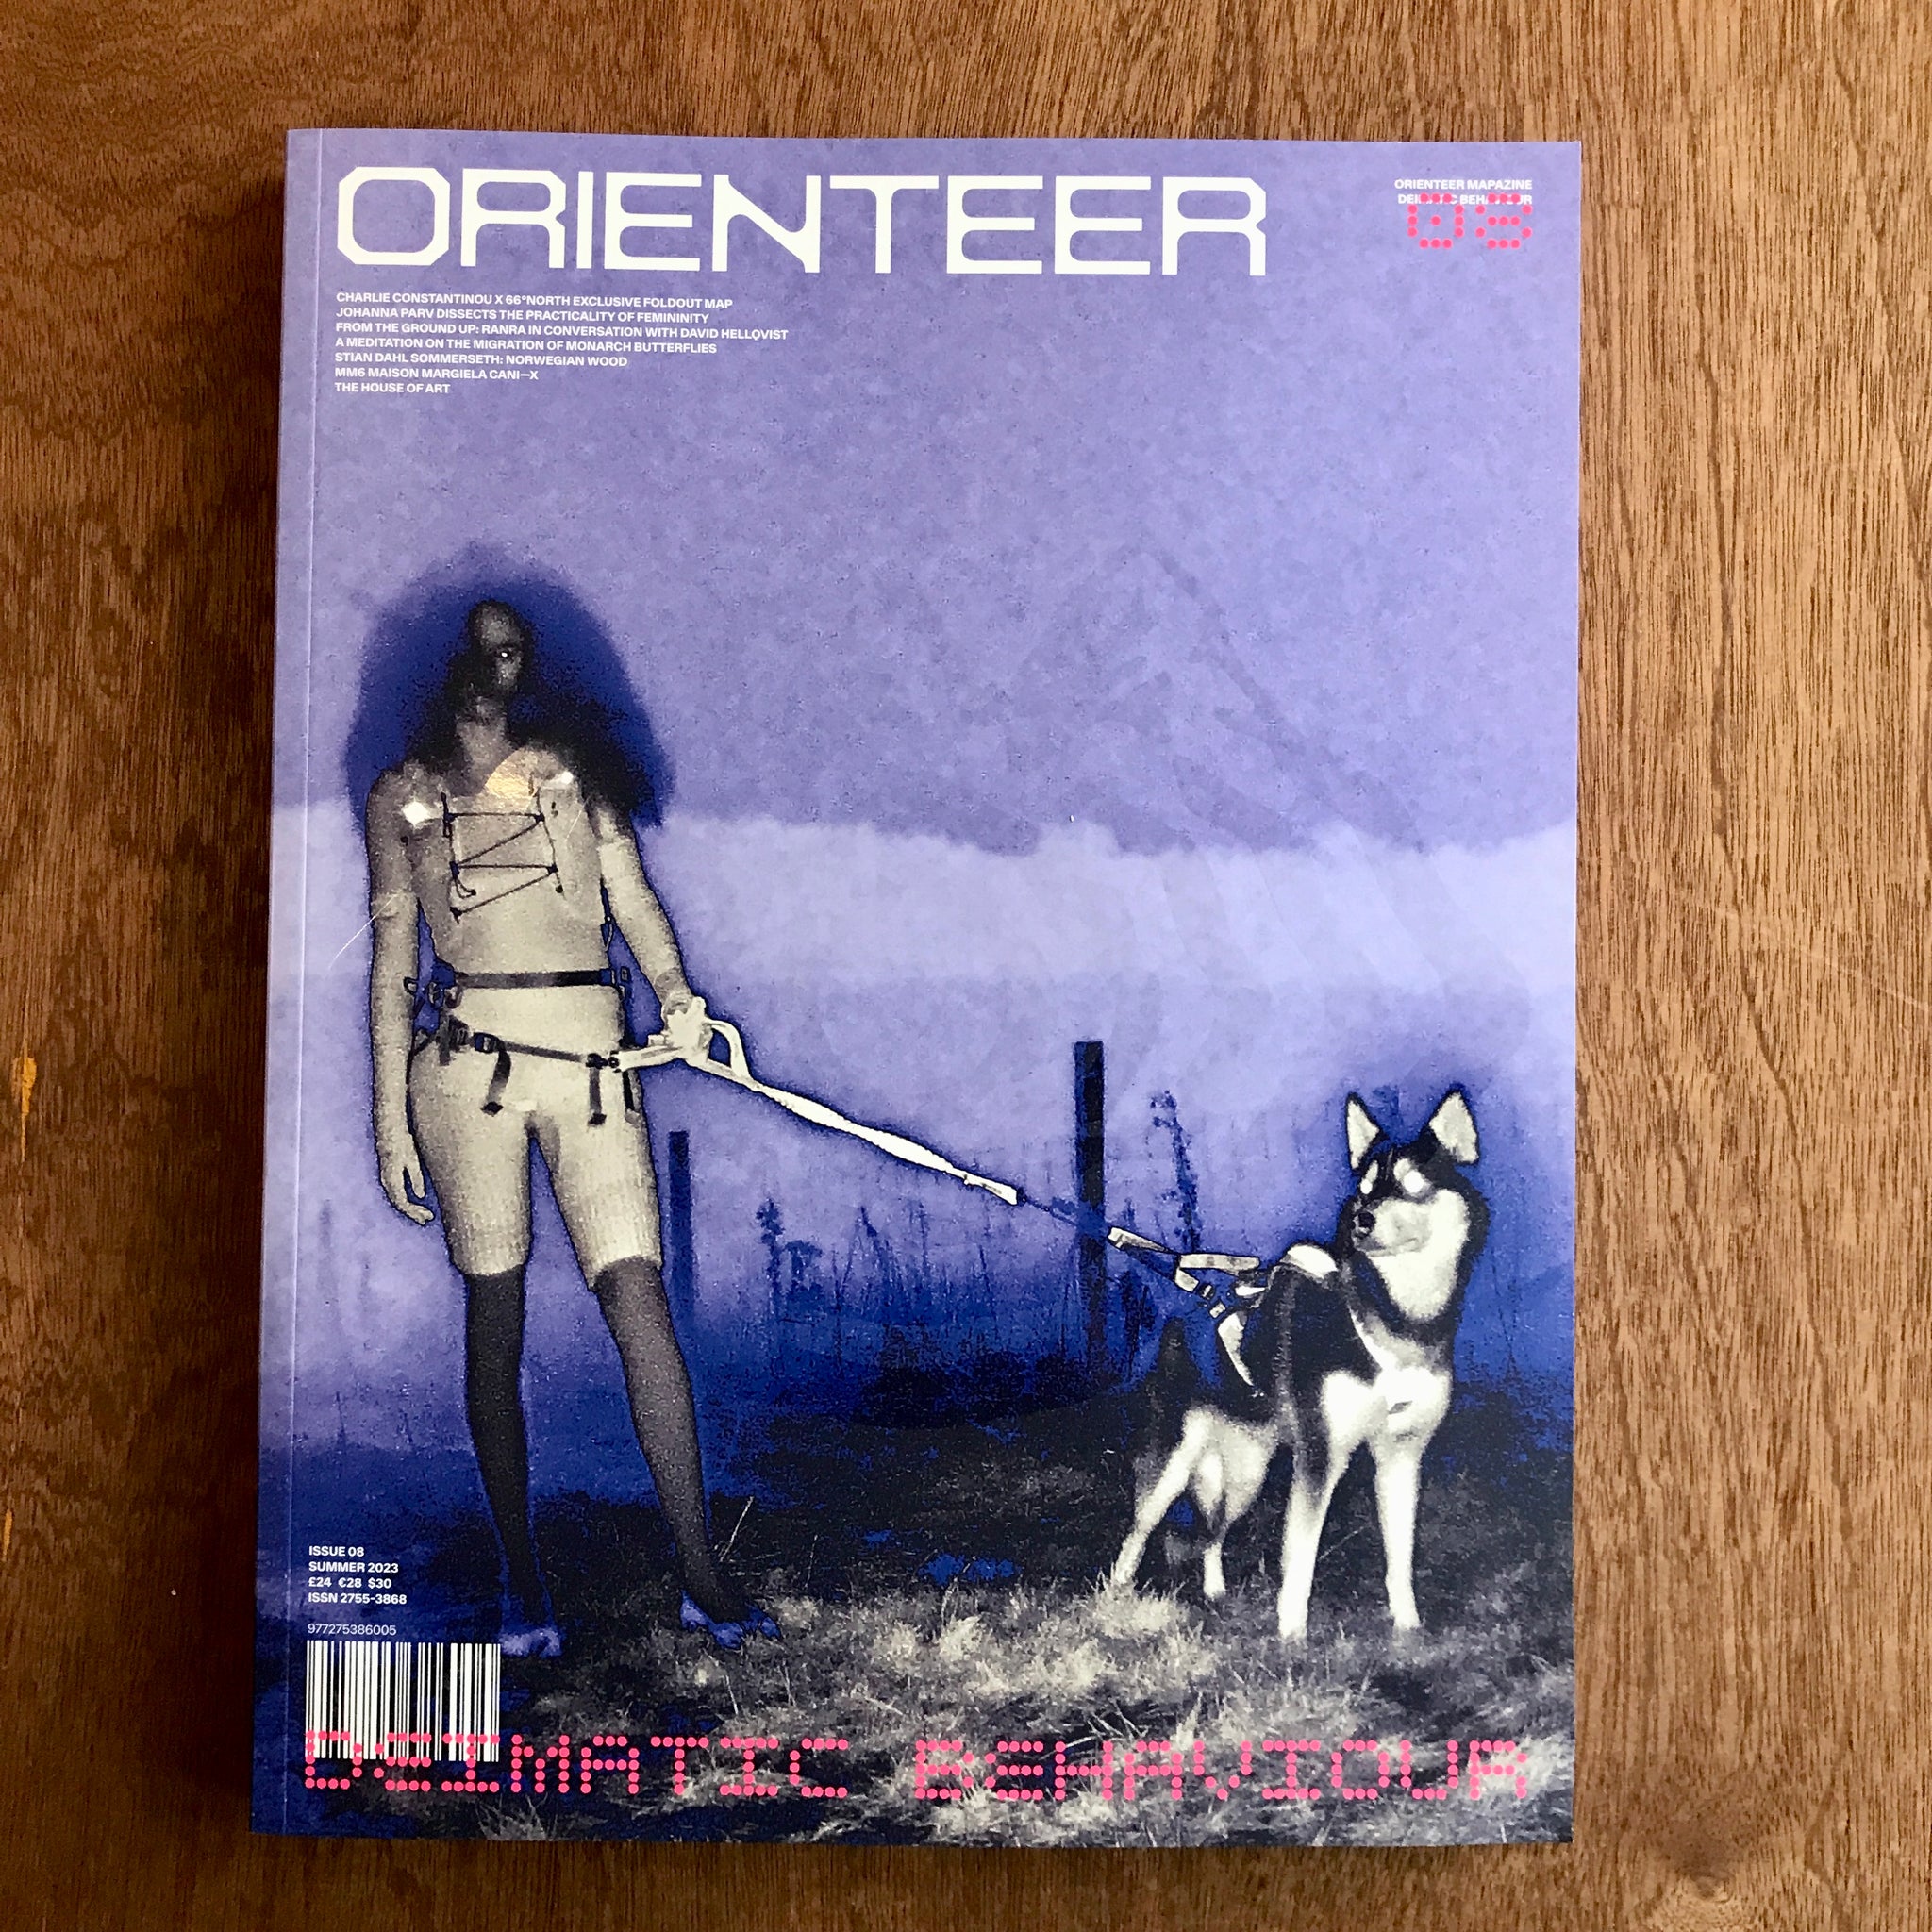 ORIENTEER
ORIENTEER MAPAZINE
DEIMATIC BEHAVIOUR
08
CHARLIE CONSTANTINOU X 66°NORTH EXCLUSIVE FOLDOUT MAP
JOHANNA PARV DISSECTS THE PRACTICALITY OF FEMININITY
FROM THE GROUND UP: RANRA IN CONVERSATION WITH DAVID HELLQVIST
A MEDITATION ON THE MIGRATION OF MONARCH BUTTERFLIES
STIAN DAHL SOMMERSETH: NORWEGIAN WOOD
MM6 MAISON MARGIELA CANI—X
THE HOUSE OF ART
ISSUE 08
SUMMER 2023
£24 €28 $30
ISSN 2755-3868
977275386005
DEIMATIC BEHAVIOUR